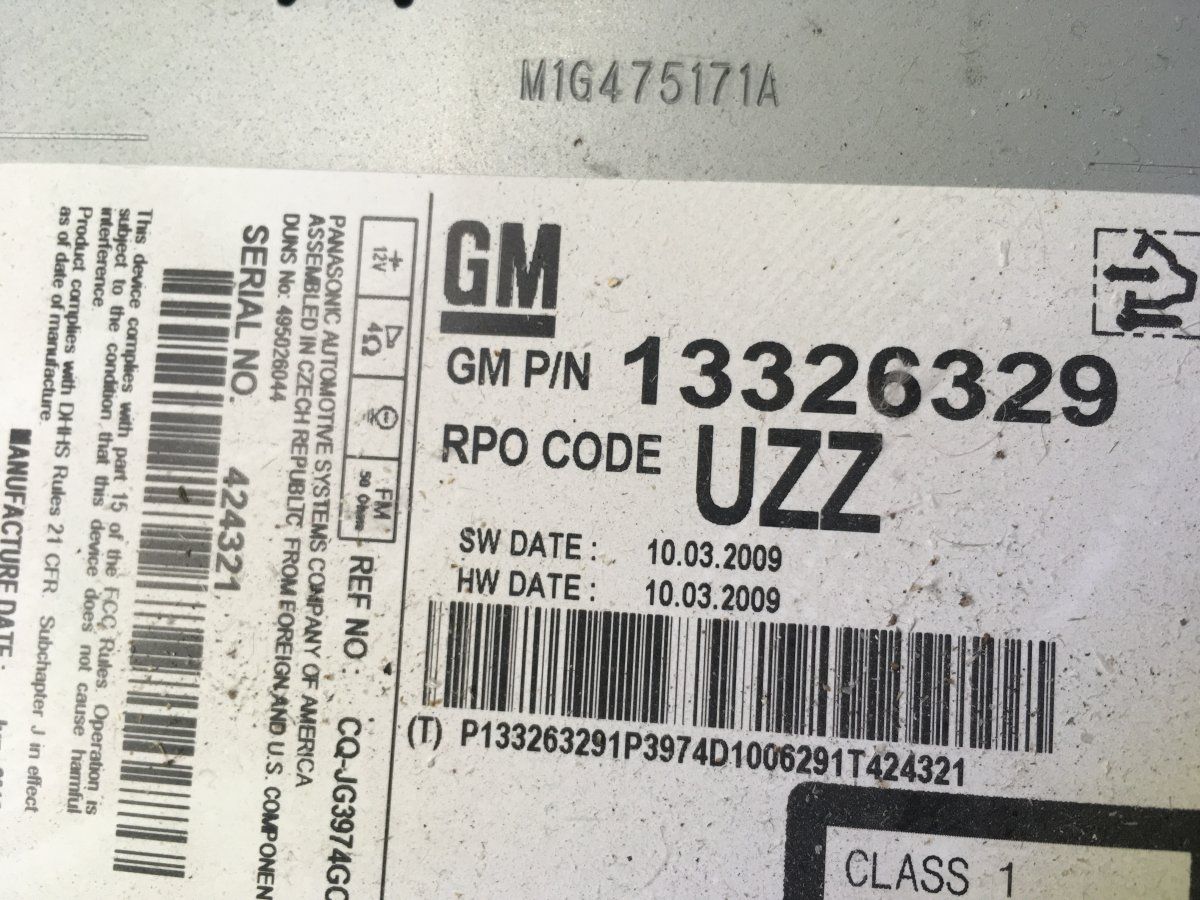 M1G475171A
GM
GM P/N 13326329
RPO CODE UZZ
SW DATE : 10.03.2009
HW DATE : 10.03.2009
(T) P133263291P3974D1006291T424321
CLASS 1
+ 12V
4Ω
FM 50 Ohms
REF NO : CQ-JG3974GC
PANASONIC AUTOMOTIVE SYSTEMS COMPANY OF AMERICA
ASSEMBLED IN CZECH REPUBLIC, FROM FOREIGN AND U.S. COMPONEN
DUNS No: 495026044
SERIAL NO. 424321
This device complies with part 15 of the FCC Rules Operation is
subject to the condition that this device does not cause harmful
interference.
Product complies with DHHS Rules 21 CFR Subchapter J in effect
as of date of manufacture.
MANUFACTURE DATE :